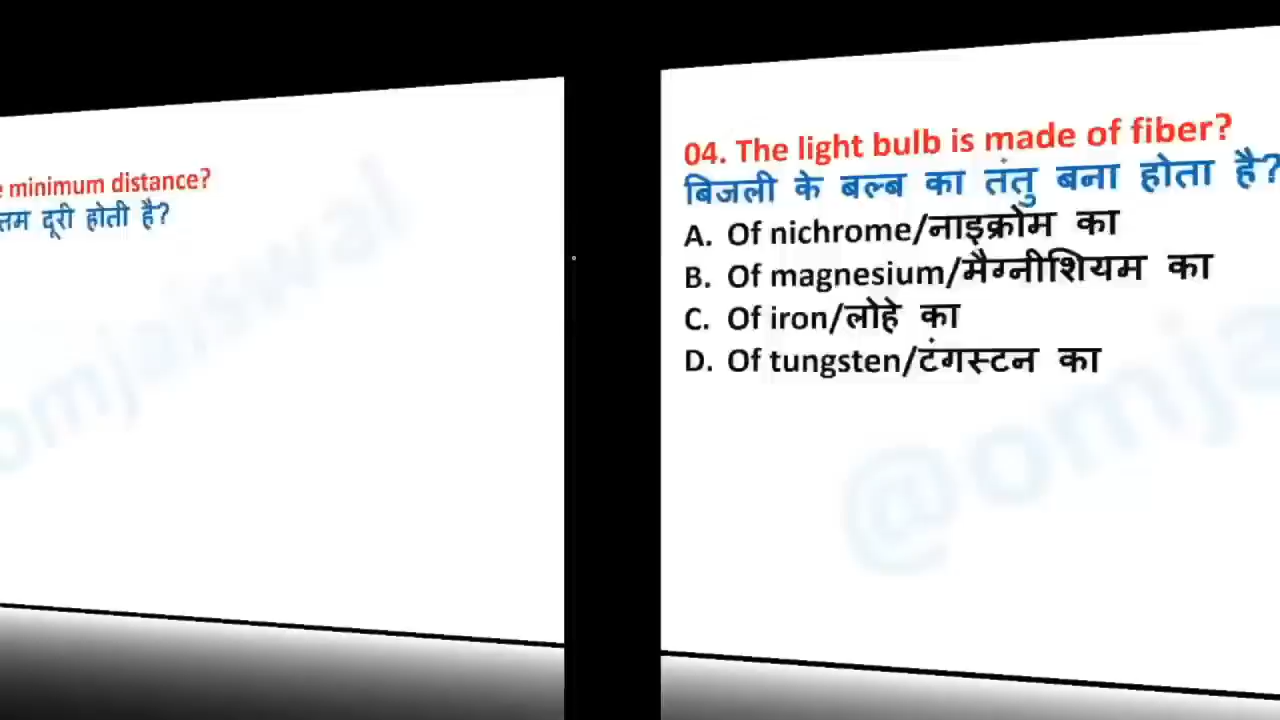 minimum distance?
दूरी होती है?
omjaiswal
04. The light bulb is made of fiber?
बिजली के बल्ब का तंतु बना होता है?
A. Of nichrome/नाइक्रोम का
B. Of magnesium/मैग्नीशियम का
C. Of iron/लोहे का
D. Of tungsten/टंगस्टन का